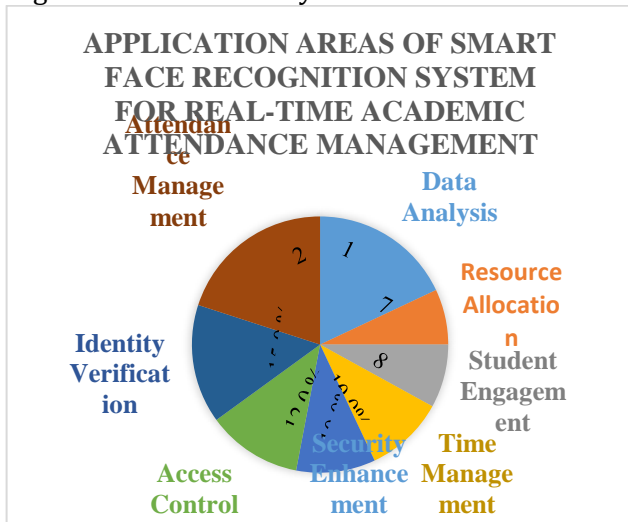 APPLICATION AREAS OF SMART
FACE RECOGNITION SYSTEM
FOR REAL-TIME ACADEMIC
ATTENDANCE MANAGEMENT
Attendan
ce
Manage
ment
Data
Analysis
Resource
Allocatio
n
Student
Engagem
ent
Time
Manage
ment
Security
Enhance
ment
Access
Control
Identity
Verificat
ion
2
1
7
8